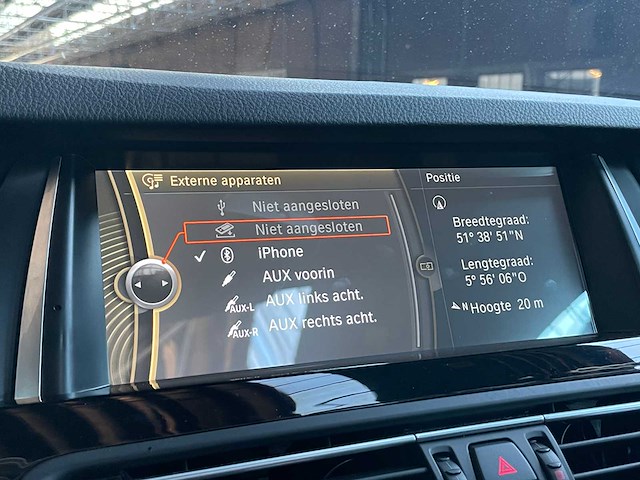 Externe apparaten
Niet aangesloten
Niet aangesloten
iPhone
AUX voorin
AUX-L AUX links acht.
AUX-R AUX rechts acht.
Positie
Breedtegraad:
51° 38' 51"N
Lengtegraad:
5° 56' 06"O
N Hoogte 20 m